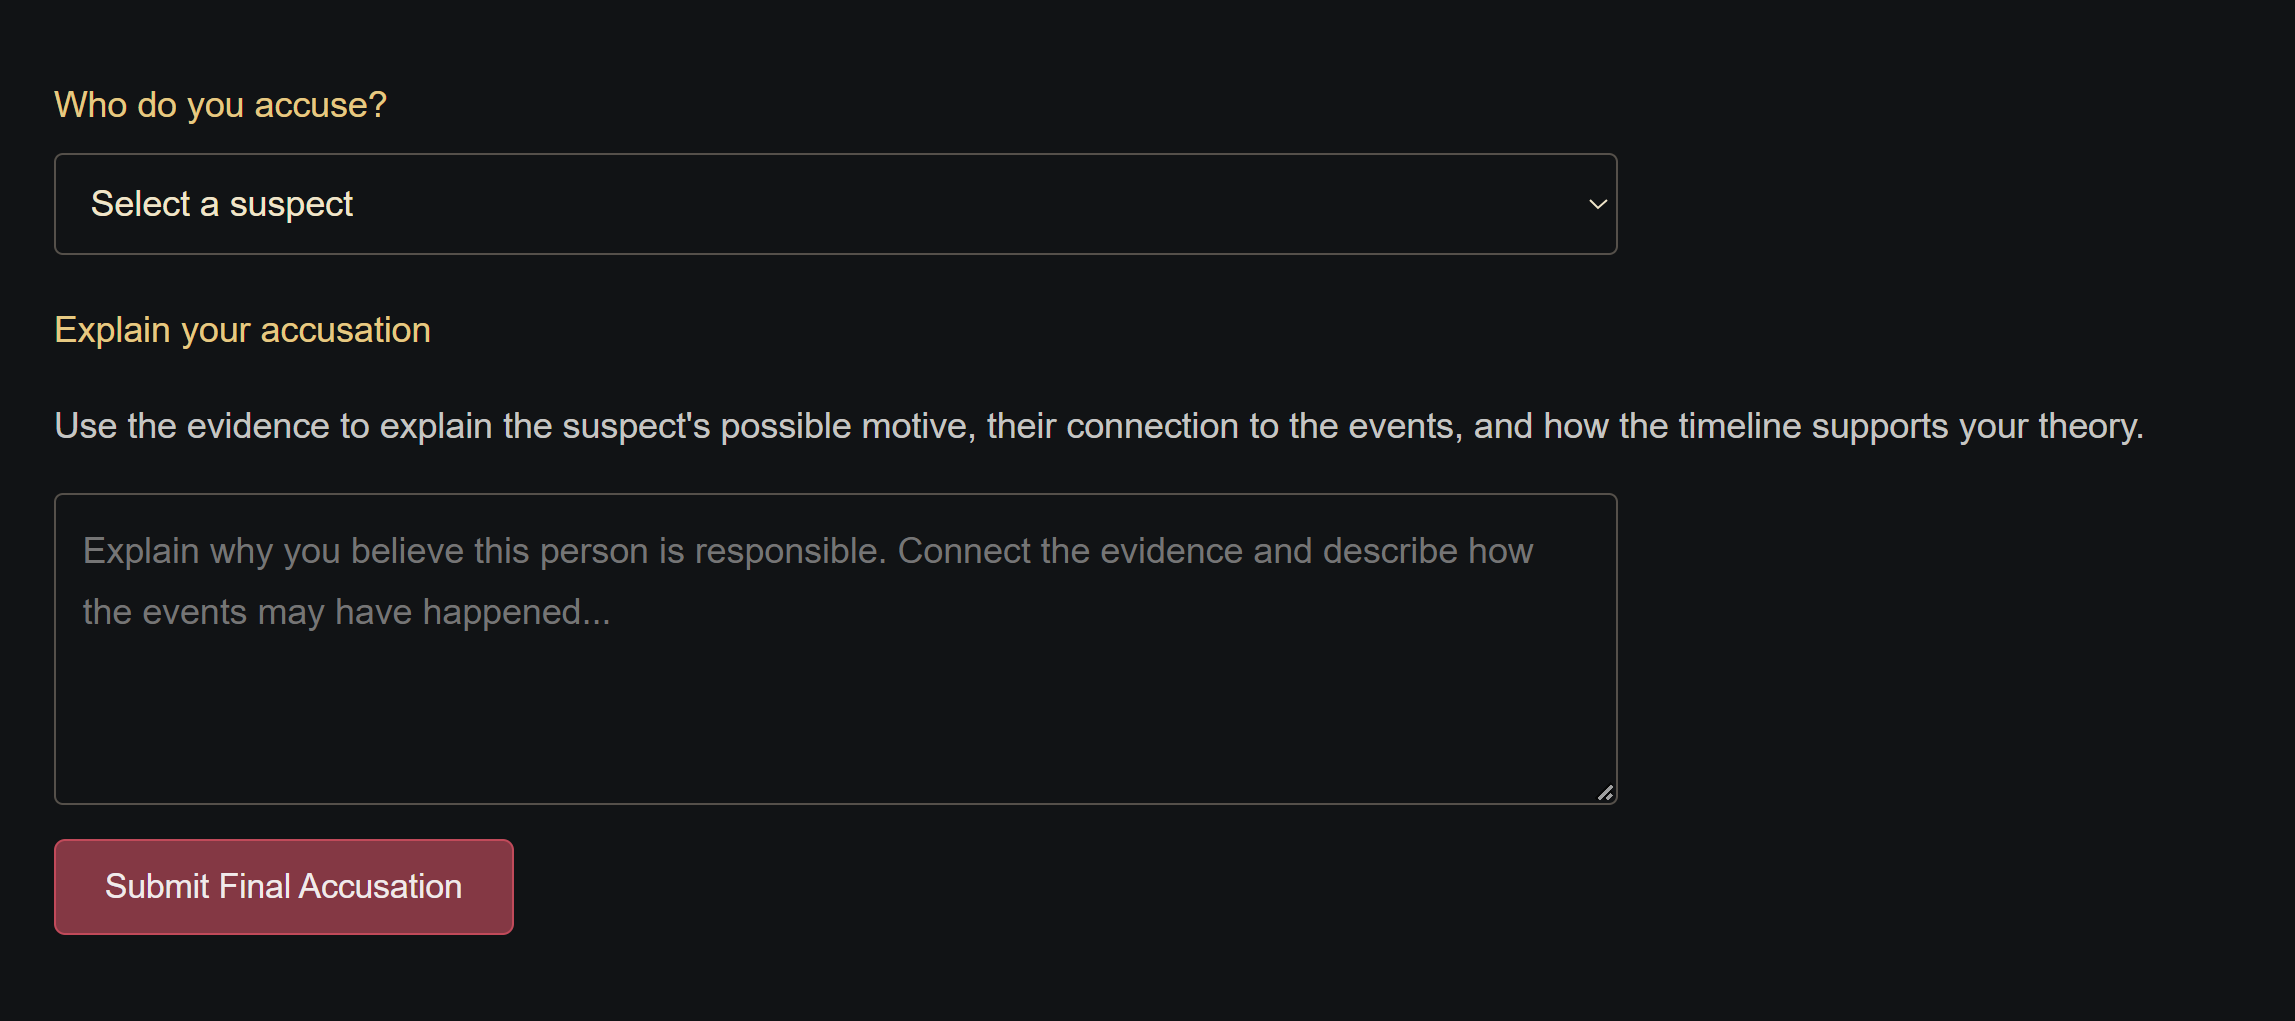 Who do you accuse?
Select a suspect
Explain your accusation
Use the evidence to explain the suspect's possible motive, their connection to the events, and how the timeline supports your theory.
Explain why you believe this person is responsible. Connect the evidence and describe how
the events may have happened...
Submit Final Accusation